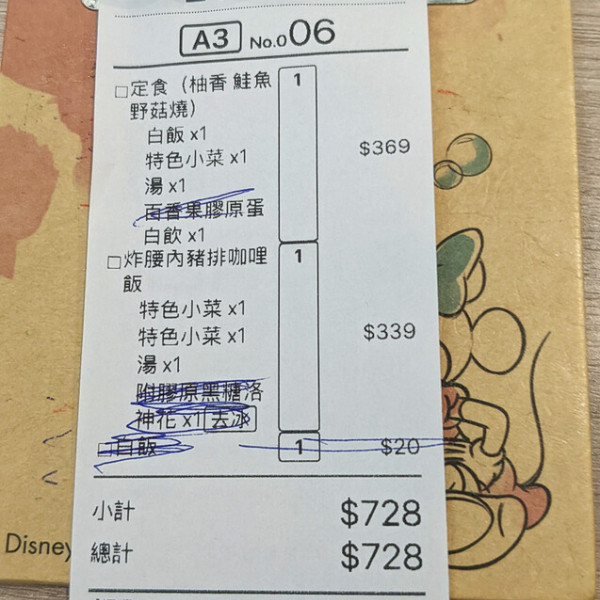 A3 No.006
□定食（柚香 鮭魚 1
野菇燒）
白飯 x1
特色小菜 x1 $369
湯 x1
百香果膠原蛋
白飲 x1
□炸腰內豬排咖哩 1
飯
特色小菜 x1
特色小菜 x1 $339
湯 x1
附膠原黑糖洛
神花 x1 去冰
□白飯 1 $20
小計 $728
總計 $728
Disney